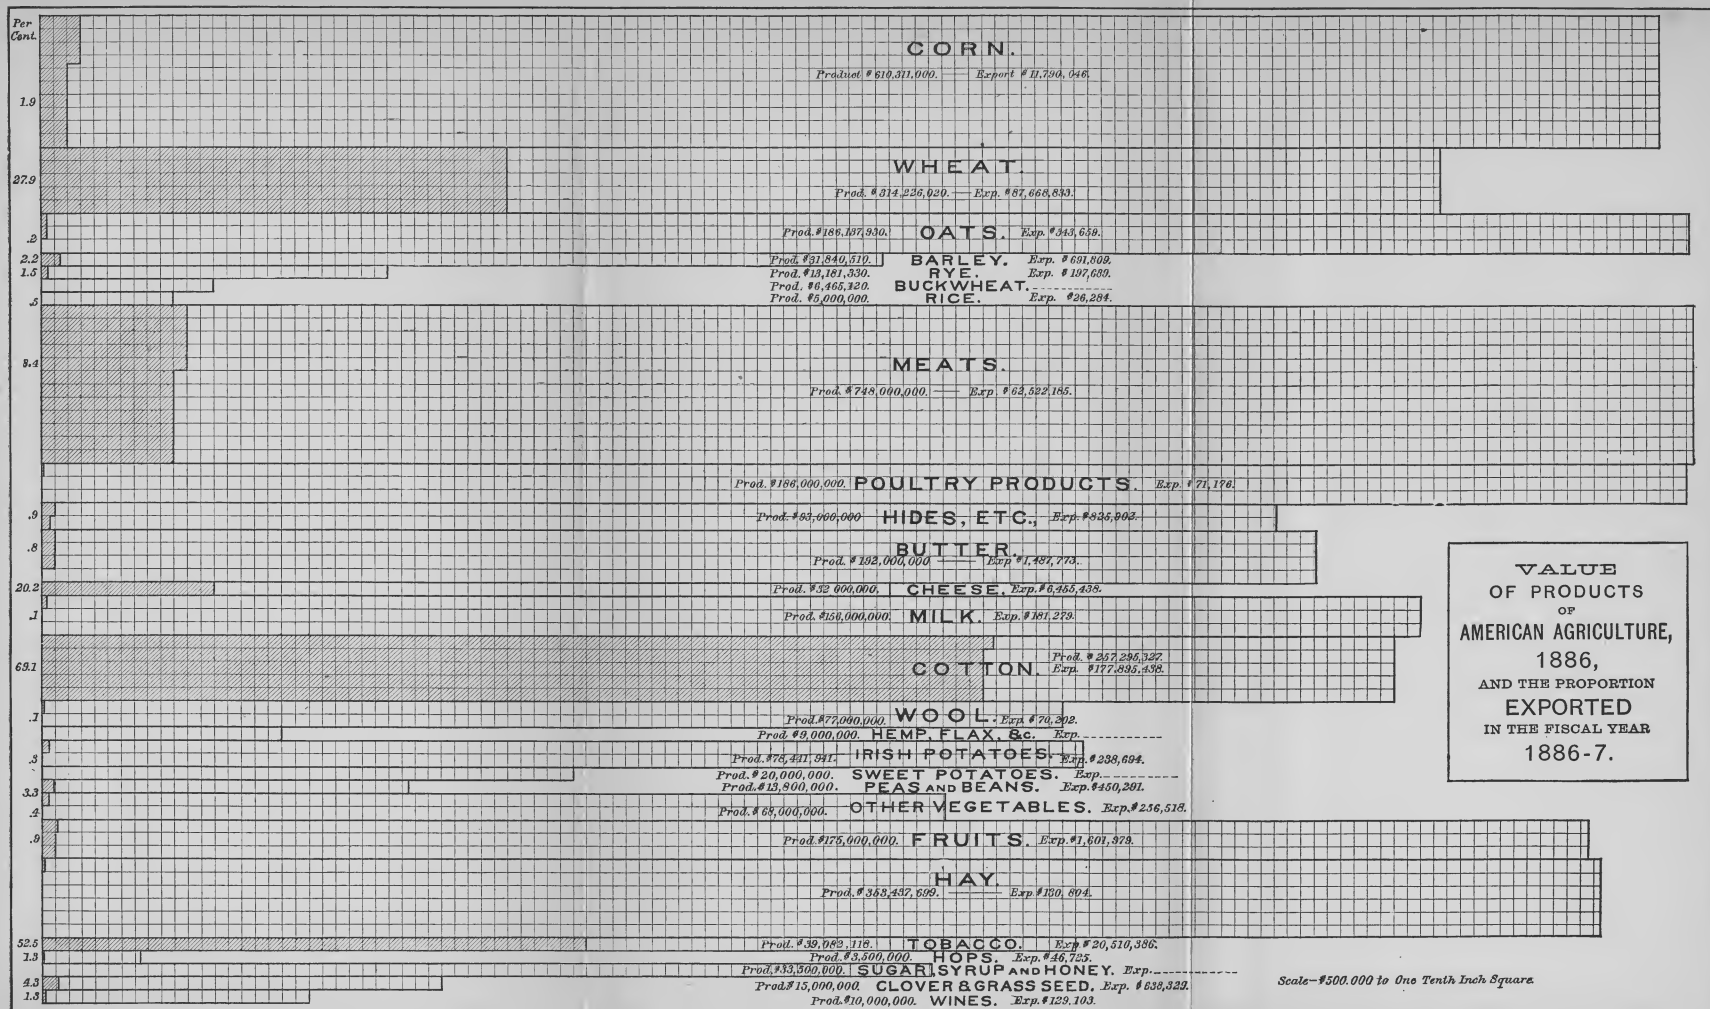 Per
Cent.
CORN.
Product $610,311,000. Export $11,790,046.
1.9
WHEAT.
27.9
Prod. $314,226,020. Exp. $87,668,833.
Prod. $186,137,930. OATS. Exp. $343,659.
.2
2.2 Prod. $31,840,510. BARLEY. Exp. $691,809.
1.5 Prod. $13,181,330. RYE. Exp. $197,689.
Prod. $6,465,120. BUCKWHEAT.
.5 Prod. $5,000,000. RICE. Exp. $26,284.
8.4 MEATS.
Prod. $748,000,000. Exp. $62,522,185.
Prod. $186,000,000. POULTRY PRODUCTS. Exp. $71,176.
.9 Prod. $93,000,000 HIDES, ETC., Exp.
.8 BUTTER.
Prod. $192,000,000 Exp $1,487,773.
20.2 Prod. $32 000,000. CHEESE. Exp. $6,455,438.
.1 Prod. $156,000,000. MILK. Exp. $181,279.
Prod. $257,295,327.
69.1 COTTON. Exp. $177,895,438.
.1 Prod. $77,000,000. WOOL. Exp. $70,202.
Prod $9,000,000. HEMP, FLAX, &c. Exp.
.3 Prod. $78,441,941. IRISH POTATOES. Exp. $238,694.
Prod. $20,000,000. SWEET POTATOES. Exp.
3.3 Prod. $13,800,000. PEAS AND BEANS. Exp. $450,291.
.4 Prod. $68,000,000. OTHER VEGETABLES. Exp. $256,518.
.9 Prod. $175,000,000. FRUITS. Exp. $1,601,979.
HAY.
Prod. $353,437,699. Exp. $130,804.
52.5 Prod. $39,082,118. TOBACCO. Exp. $20,510,386.
1.3 Prod. $3,500,000. HOPS. Exp. $46,725.
Prod. $33,500,000. SUGAR, SYRUP AND HONEY. Exp.
4.3 Prod $15,000,000. CLOVER & GRASS SEED. Exp. $638,329.
1.3 Prod. $10,000,000. WINES. Exp. $129,103.
VALUE
OF PRODUCTS
OF
AMERICAN AGRICULTURE,
1886,
AND THE PROPORTION
EXPORTED
IN THE FISCAL YEAR
1886-7.
Scale—$500.000 to One Tenth Inch Square.